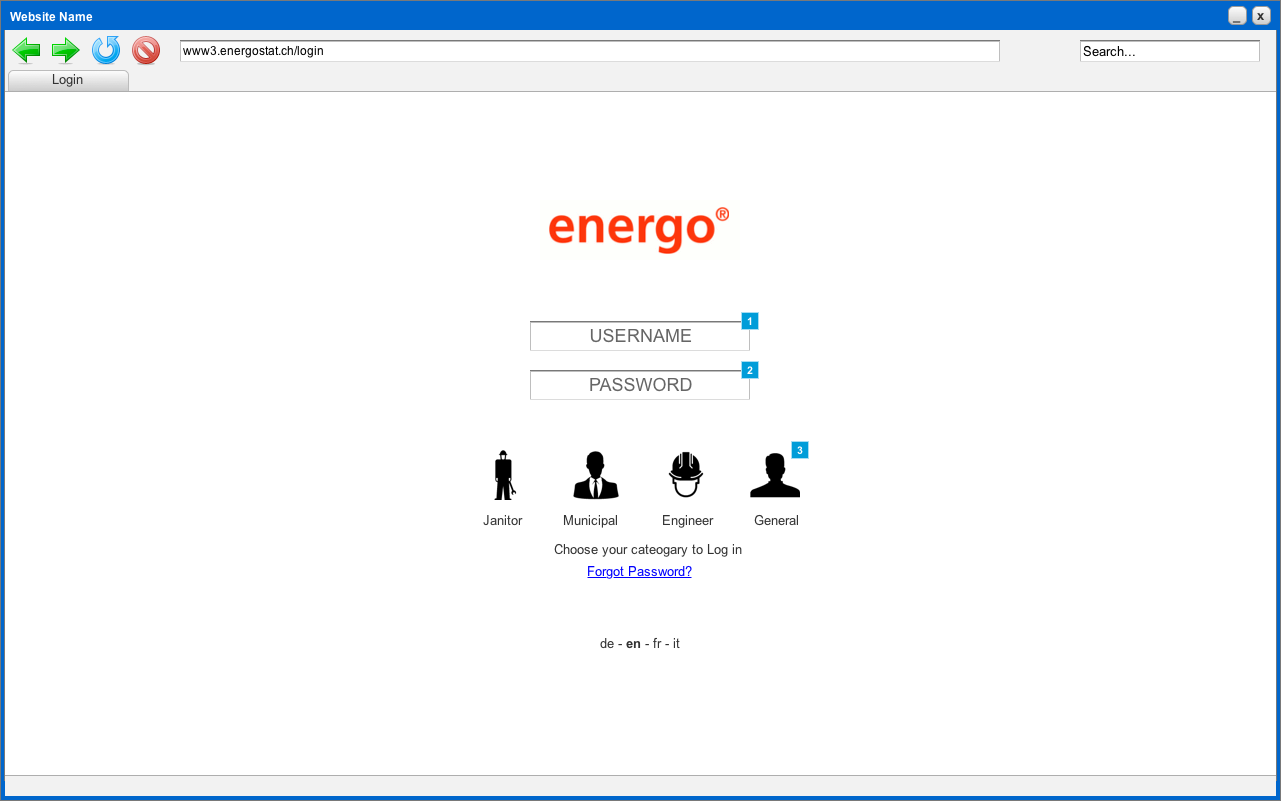 Website Name
_ x
www3.energostat.ch/login
Search...
Login
energo®
1
USERNAME
2
PASSWORD
3
Janitor Municipal Engineer General
Choose your cateogary to Log in
Forgot Password?
de - en - fr - it